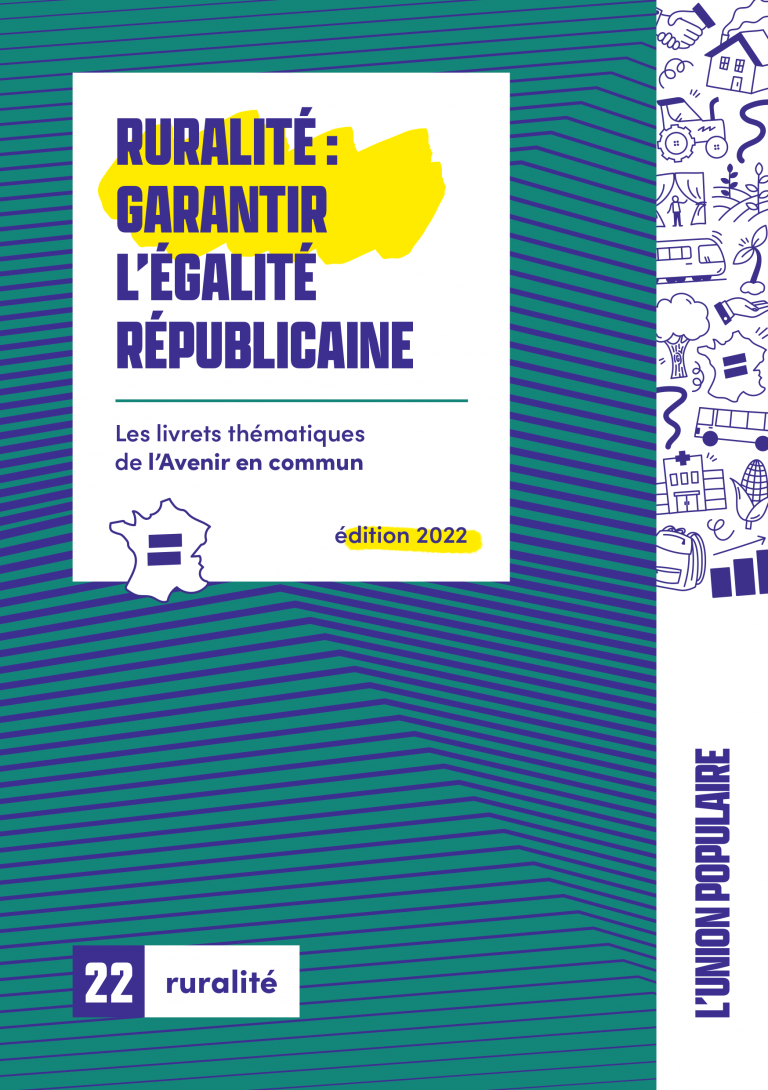 RURALITÉ :
GARANTIR
L'ÉGALITÉ
RÉPUBLICAINE
Les livrets thématiques
de l'Avenir en commun
édition 2022
22 ruralité
L'UNION POPULAIRE